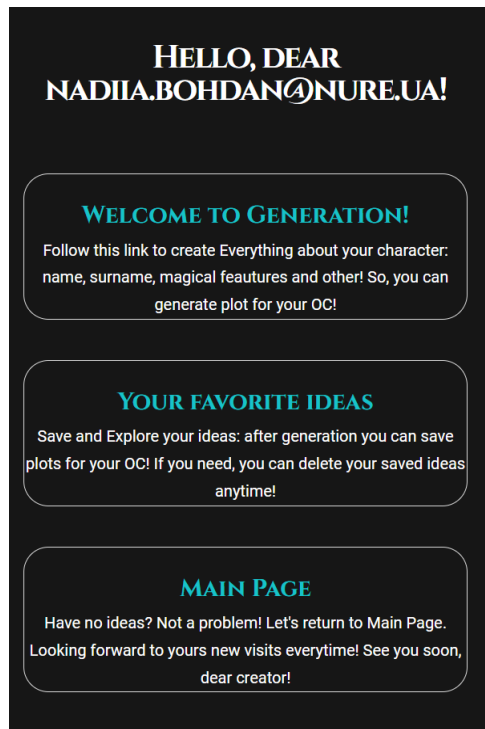 Hello, dear
nadiia.bohdan@nure.ua!
Welcome to Generation!
Follow this link to create Everything about your character:
name, surname, magical feautures and other! So, you can
generate plot for your OC!
Your favorite ideas
Save and Explore your ideas: after generation you can save
plots for your OC! If you need, you can delete your saved ideas
anytime!
Main Page
Have no ideas? Not a problem! Let's return to Main Page.
Looking forward to yours new visits everytime! See you soon,
dear creator!